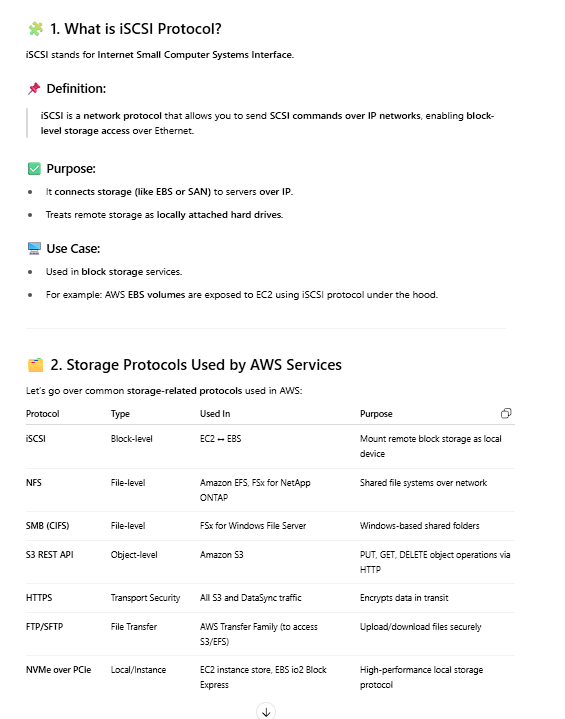 1. What is iSCSI Protocol?
iSCSI stands for Internet Small Computer Systems Interface.
Definition:
iSCSI is a network protocol that allows you to send SCSI commands over IP networks, enabling block-
level storage access over Ethernet.
Purpose:
• It connects storage (like EBS or SAN) to servers over IP.
• Treats remote storage as locally attached hard drives.
Use Case:
• Used in block storage services.
• For example: AWS EBS volumes are exposed to EC2 using iSCSI protocol under the hood.
2. Storage Protocols Used by AWS Services
Let's go over common storage-related protocols used in AWS:
Protocol Type Used In Purpose
iSCSI Block-level EC2 ↔ EBS Mount remote block storage as local
device
NFS File-level Amazon EFS, FSx for NetApp Shared file systems over network
ONTAP
SMB (CIFS) File-level FSx for Windows File Server Windows-based shared folders
S3 REST API Object-level Amazon S3 PUT, GET, DELETE object operations via
HTTP
HTTPS Transport Security All S3 and DataSync traffic Encrypts data in transit
FTP/SFTP File Transfer AWS Transfer Family (to access Upload/download files securely
S3/EFS)
NVMe over PCIe Local/Instance EC2 instance store, EBS io2 Block High-performance local storage
Express protocol